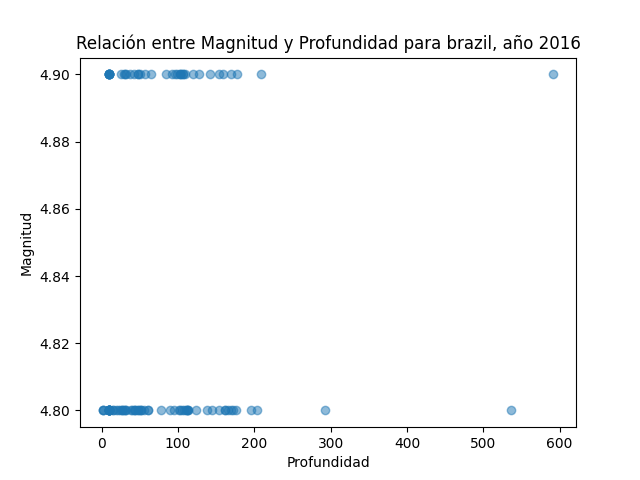 Relación entre Magnitud y Profundidad para brazil, año 2016
4.90
4.88
4.86
4.84
4.82
4.80
Magnitud
0 100 200 300 400 500 600
Profundidad